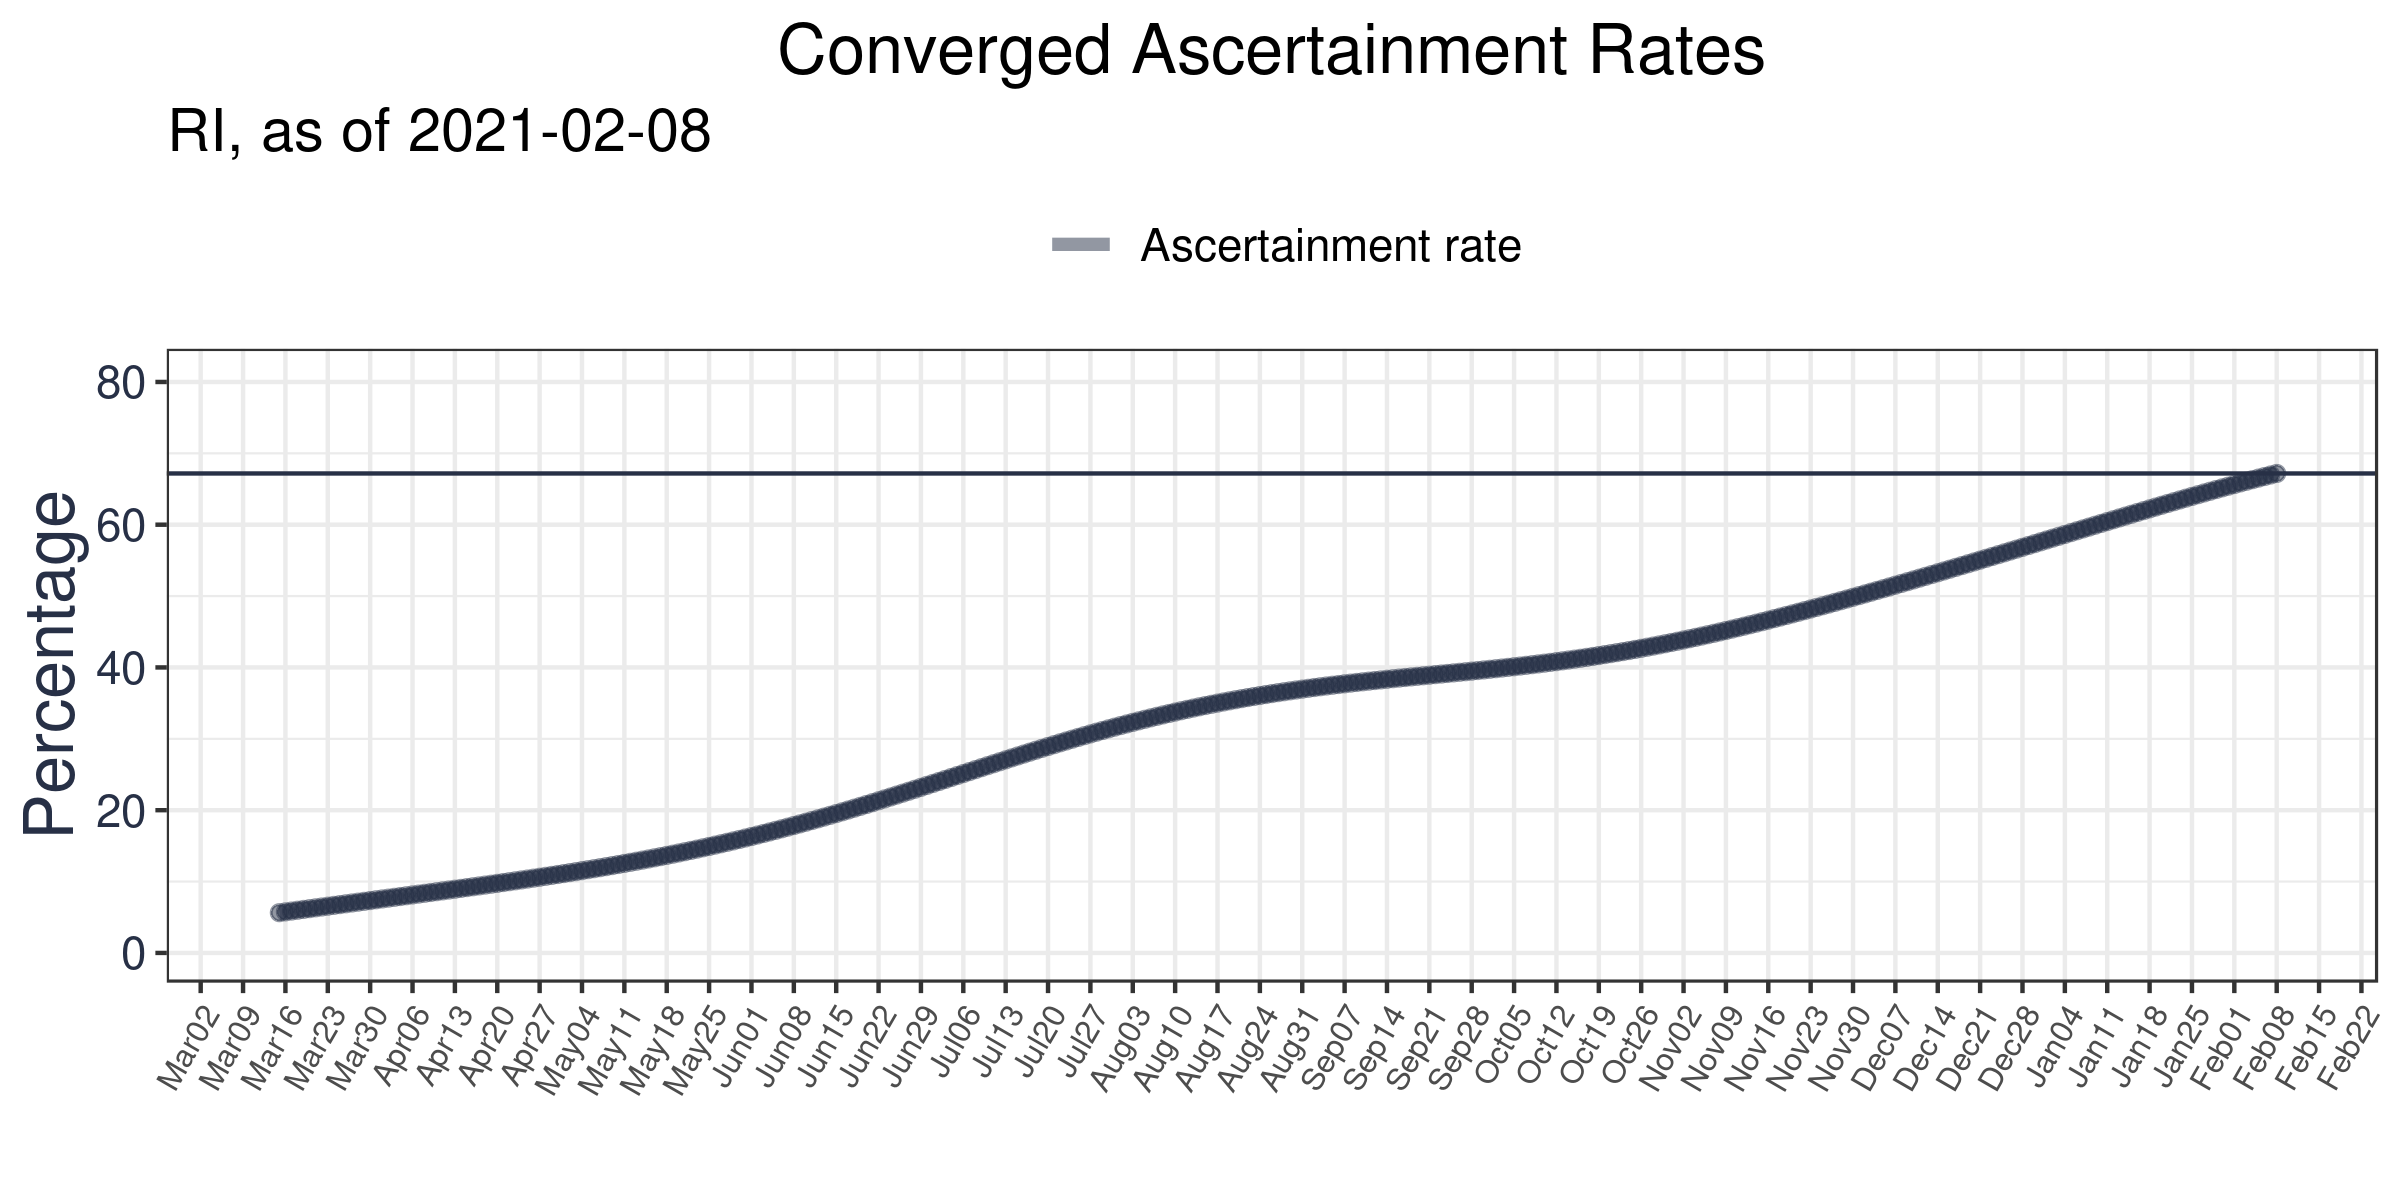 Converged Ascertainment Rates
RI, as of 2021-02-08
Ascertainment rate
Percentage
80
60
40
20
0
Mar02
Mar09
Mar16
Mar23
Mar30
Apr06
Apr13
Apr20
Apr27
May04
May11
May18
May25
Jun01
Jun08
Jun15
Jun22
Jun29
Jul06
Jul13
Jul20
Jul27
Aug03
Aug10
Aug17
Aug24
Aug31
Sep07
Sep14
Sep21
Sep28
Oct05
Oct12
Oct19
Oct26
Nov02
Nov09
Nov16
Nov23
Nov30
Dec07
Dec14
Dec21
Dec28
Jan04
Jan11
Jan18
Jan25
Feb01
Feb08
Feb15
Feb22